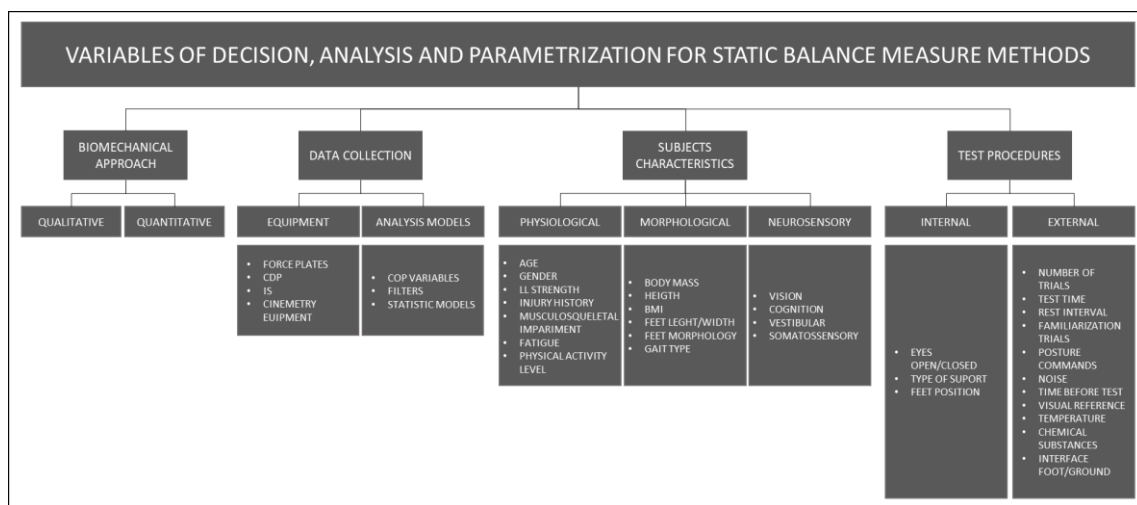 VARIABLES OF DECISION, ANALYSIS AND PARAMETRIZATION FOR STATIC BALANCE MEASURE METHODS
BIOMECHANICAL
APPROACH
DATA COLLECTION
SUBJECTS
CHARACTERISTICS
TEST PROCEDURES
QUALITATIVE
QUANTITATIVE
EQUIPMENT
ANALYSIS MODELS
PHYSIOLOGICAL
MORPHOLOGICAL
NEUROSENSORY
INTERNAL
EXTERNAL
• FORCE PLATES
• CDP
• IS
• CINEMETRY
EUIPMENT
• COP VARIABLES
• FILTERS
• STATISTIC MODELS
• AGE
• GENDER
• LL STRENGTH
• INJURY HISTORY
• MUSCULOSQUELETAL
IMPARIMENT
• FATIGUE
• PHYSICAL ACTIVITY
LEVEL
• BODY MASS
• HEIGTH
• BMI
• FEET LEGHT/WIDTH
• FEET MORPHOLOGY
• GAIT TYPE
• VISION
• COGNITION
• VESTIBULAR
• SOMATOSSENSORY
• EYES
OPEN/CLOSED
• TYPE OF SUPORT
• FEET POSITION
• NUMBER OF
TRIALS
• TEST TIME
• REST INTERVAL
• FAMILIARIZATION
TRIALS
• POSTURE
COMMANDS
• NOISE
• TIME BEFORE TEST
• VISUAL REFERENCE
• TEMPERATURE
• CHEMICAL
SUBSTANCES
• INTERFACE
FOOT/GROUND